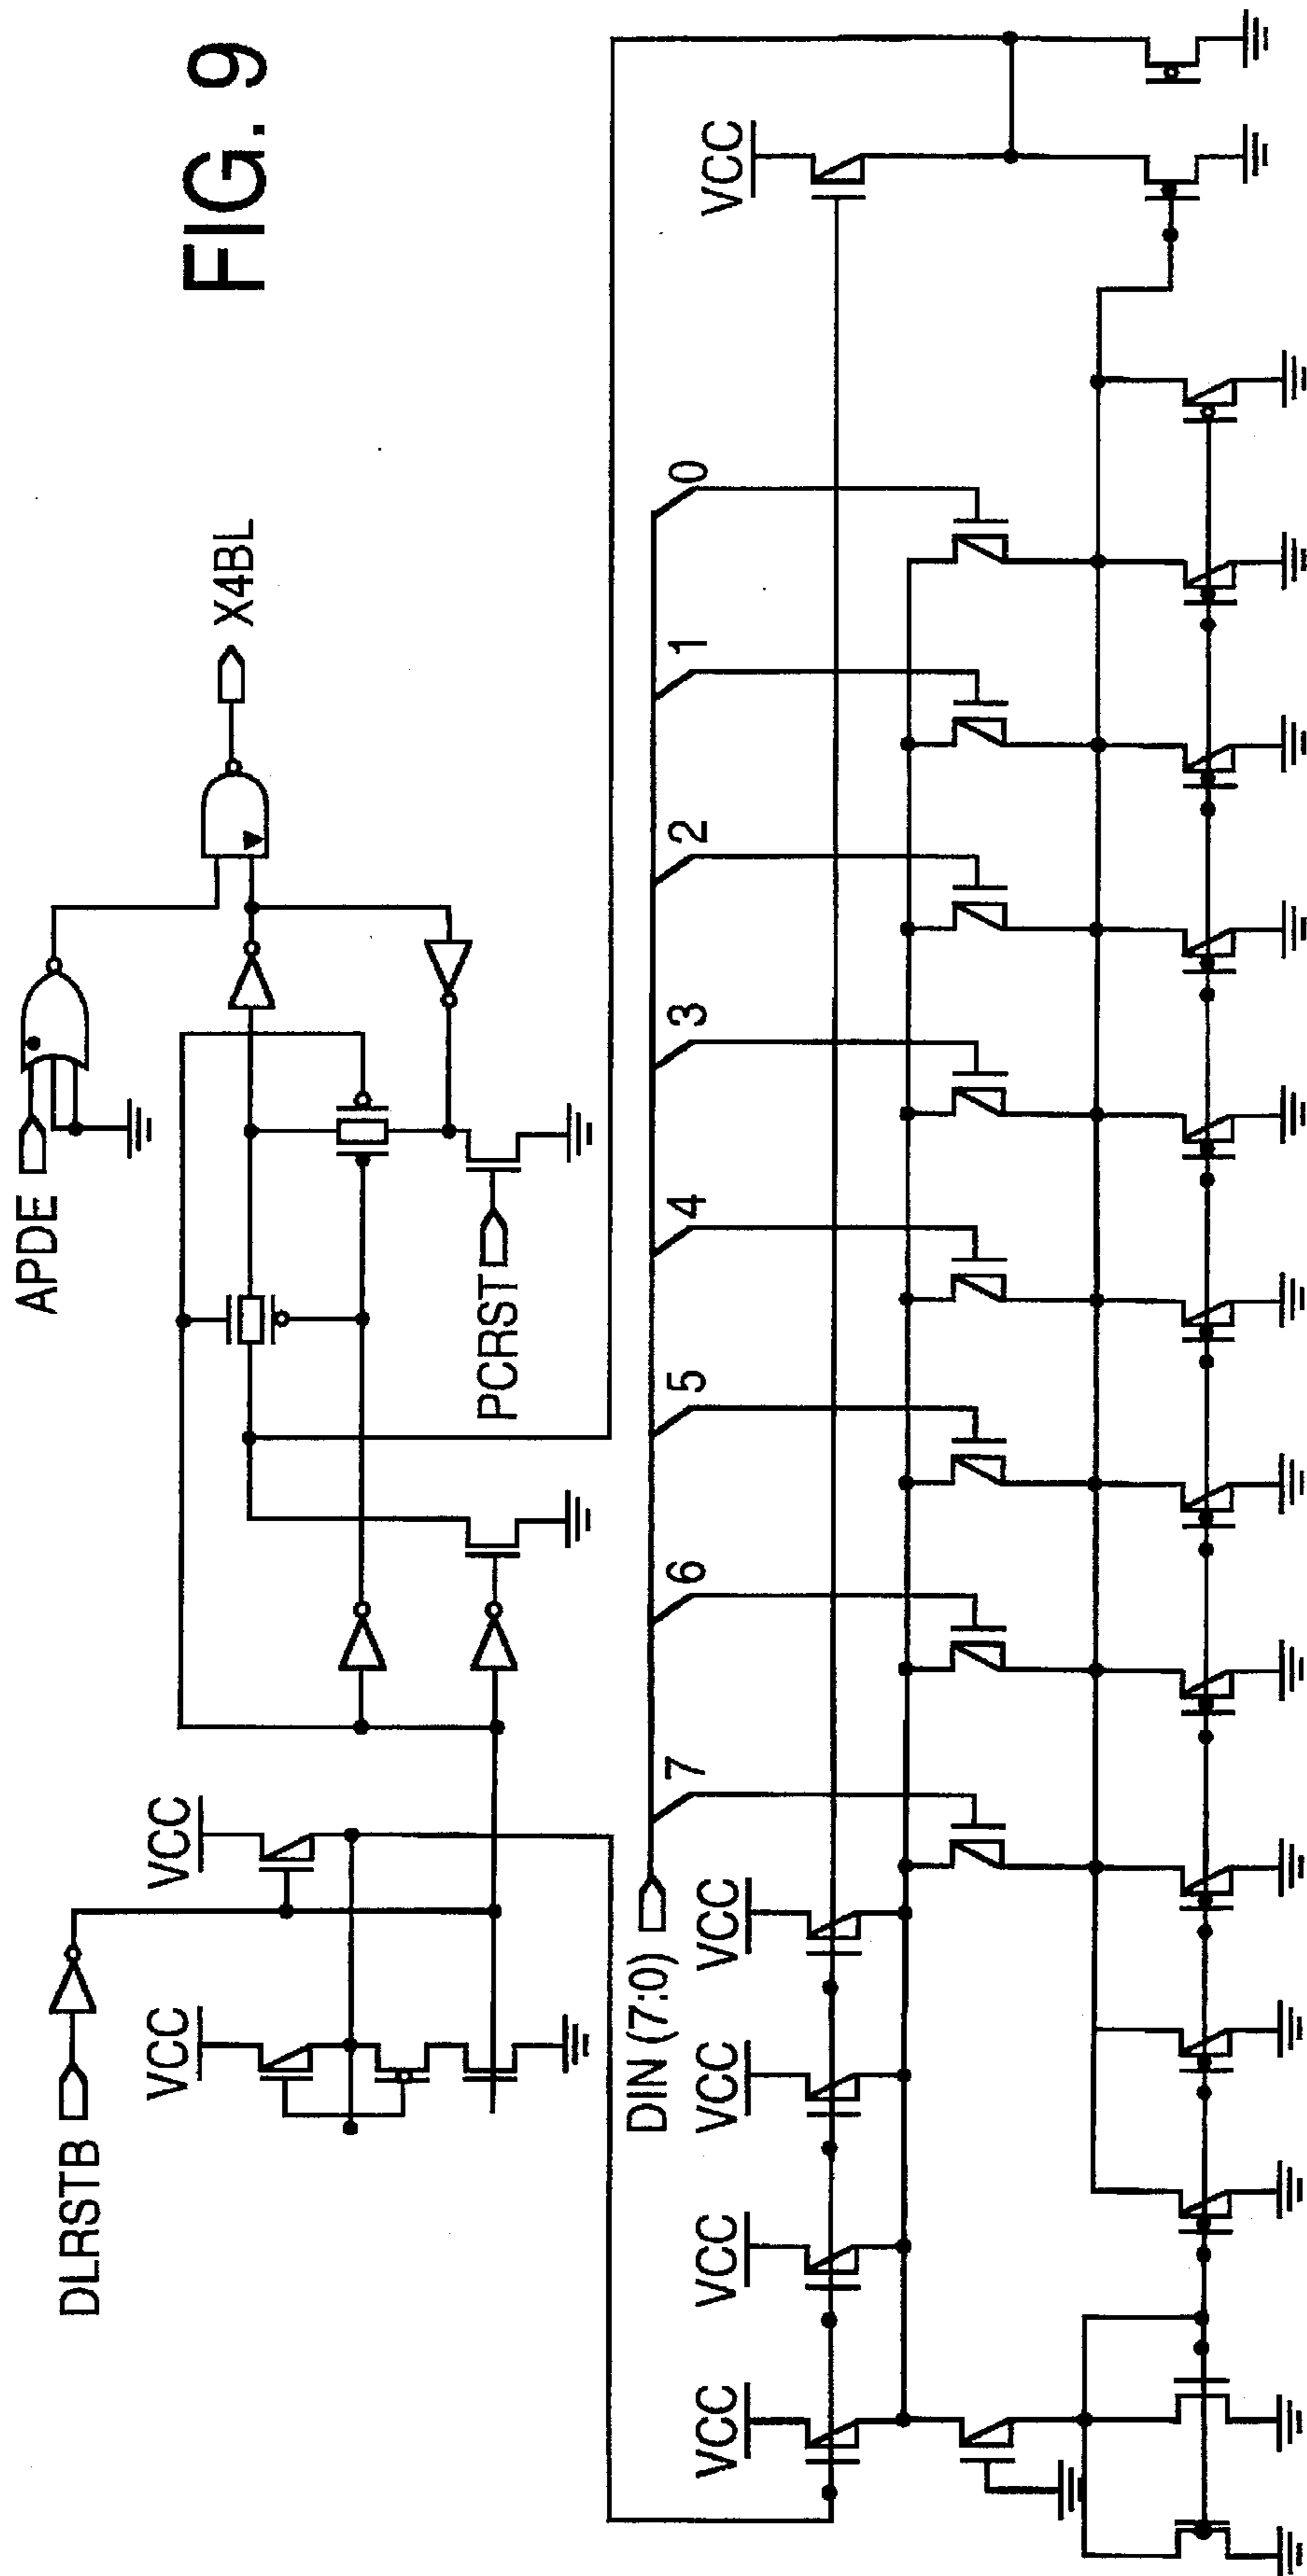 FIG. 9
APDE
X4BL
DLRSTB
VCC
VCC
PCRST
DIN (7:0)
7
6
5
4
3
2
1
0
VCC
VCC
VCC
VCC
VCC